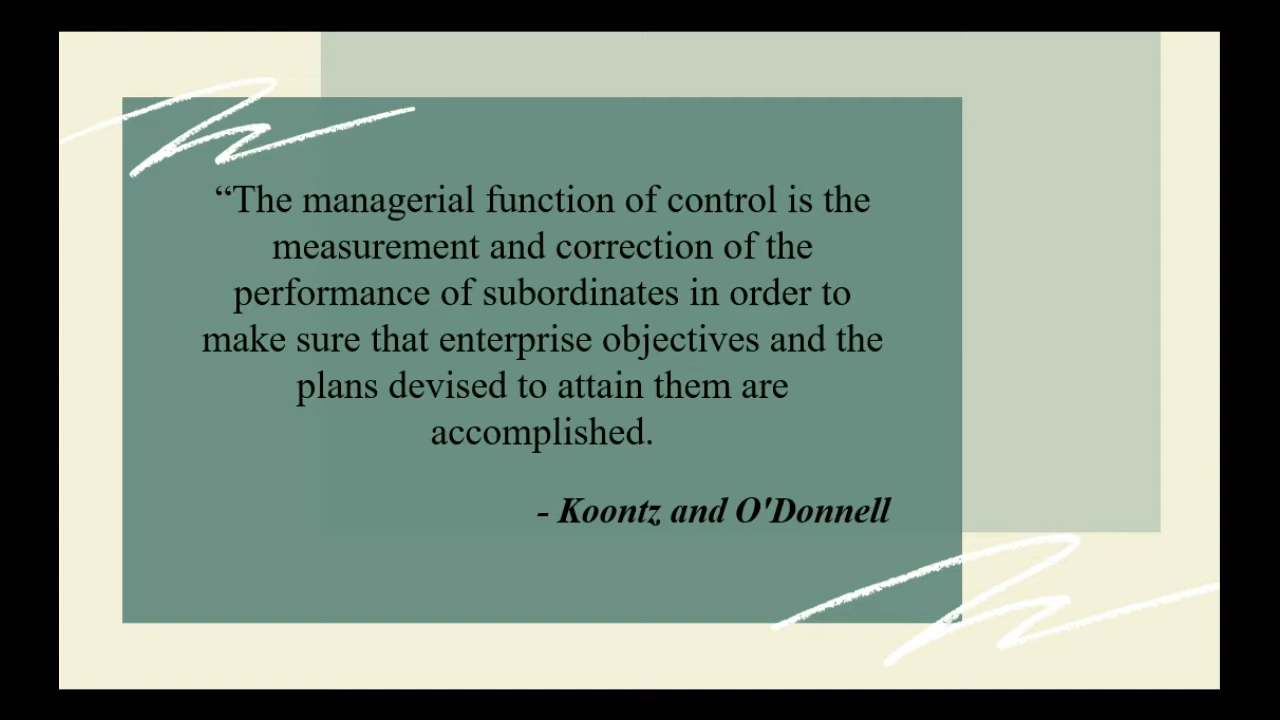 “The managerial function of control is the
measurement and correction of the
performance of subordinates in order to
make sure that enterprise objectives and the
plans devised to attain them are
accomplished.
- Koontz and O'Donnell